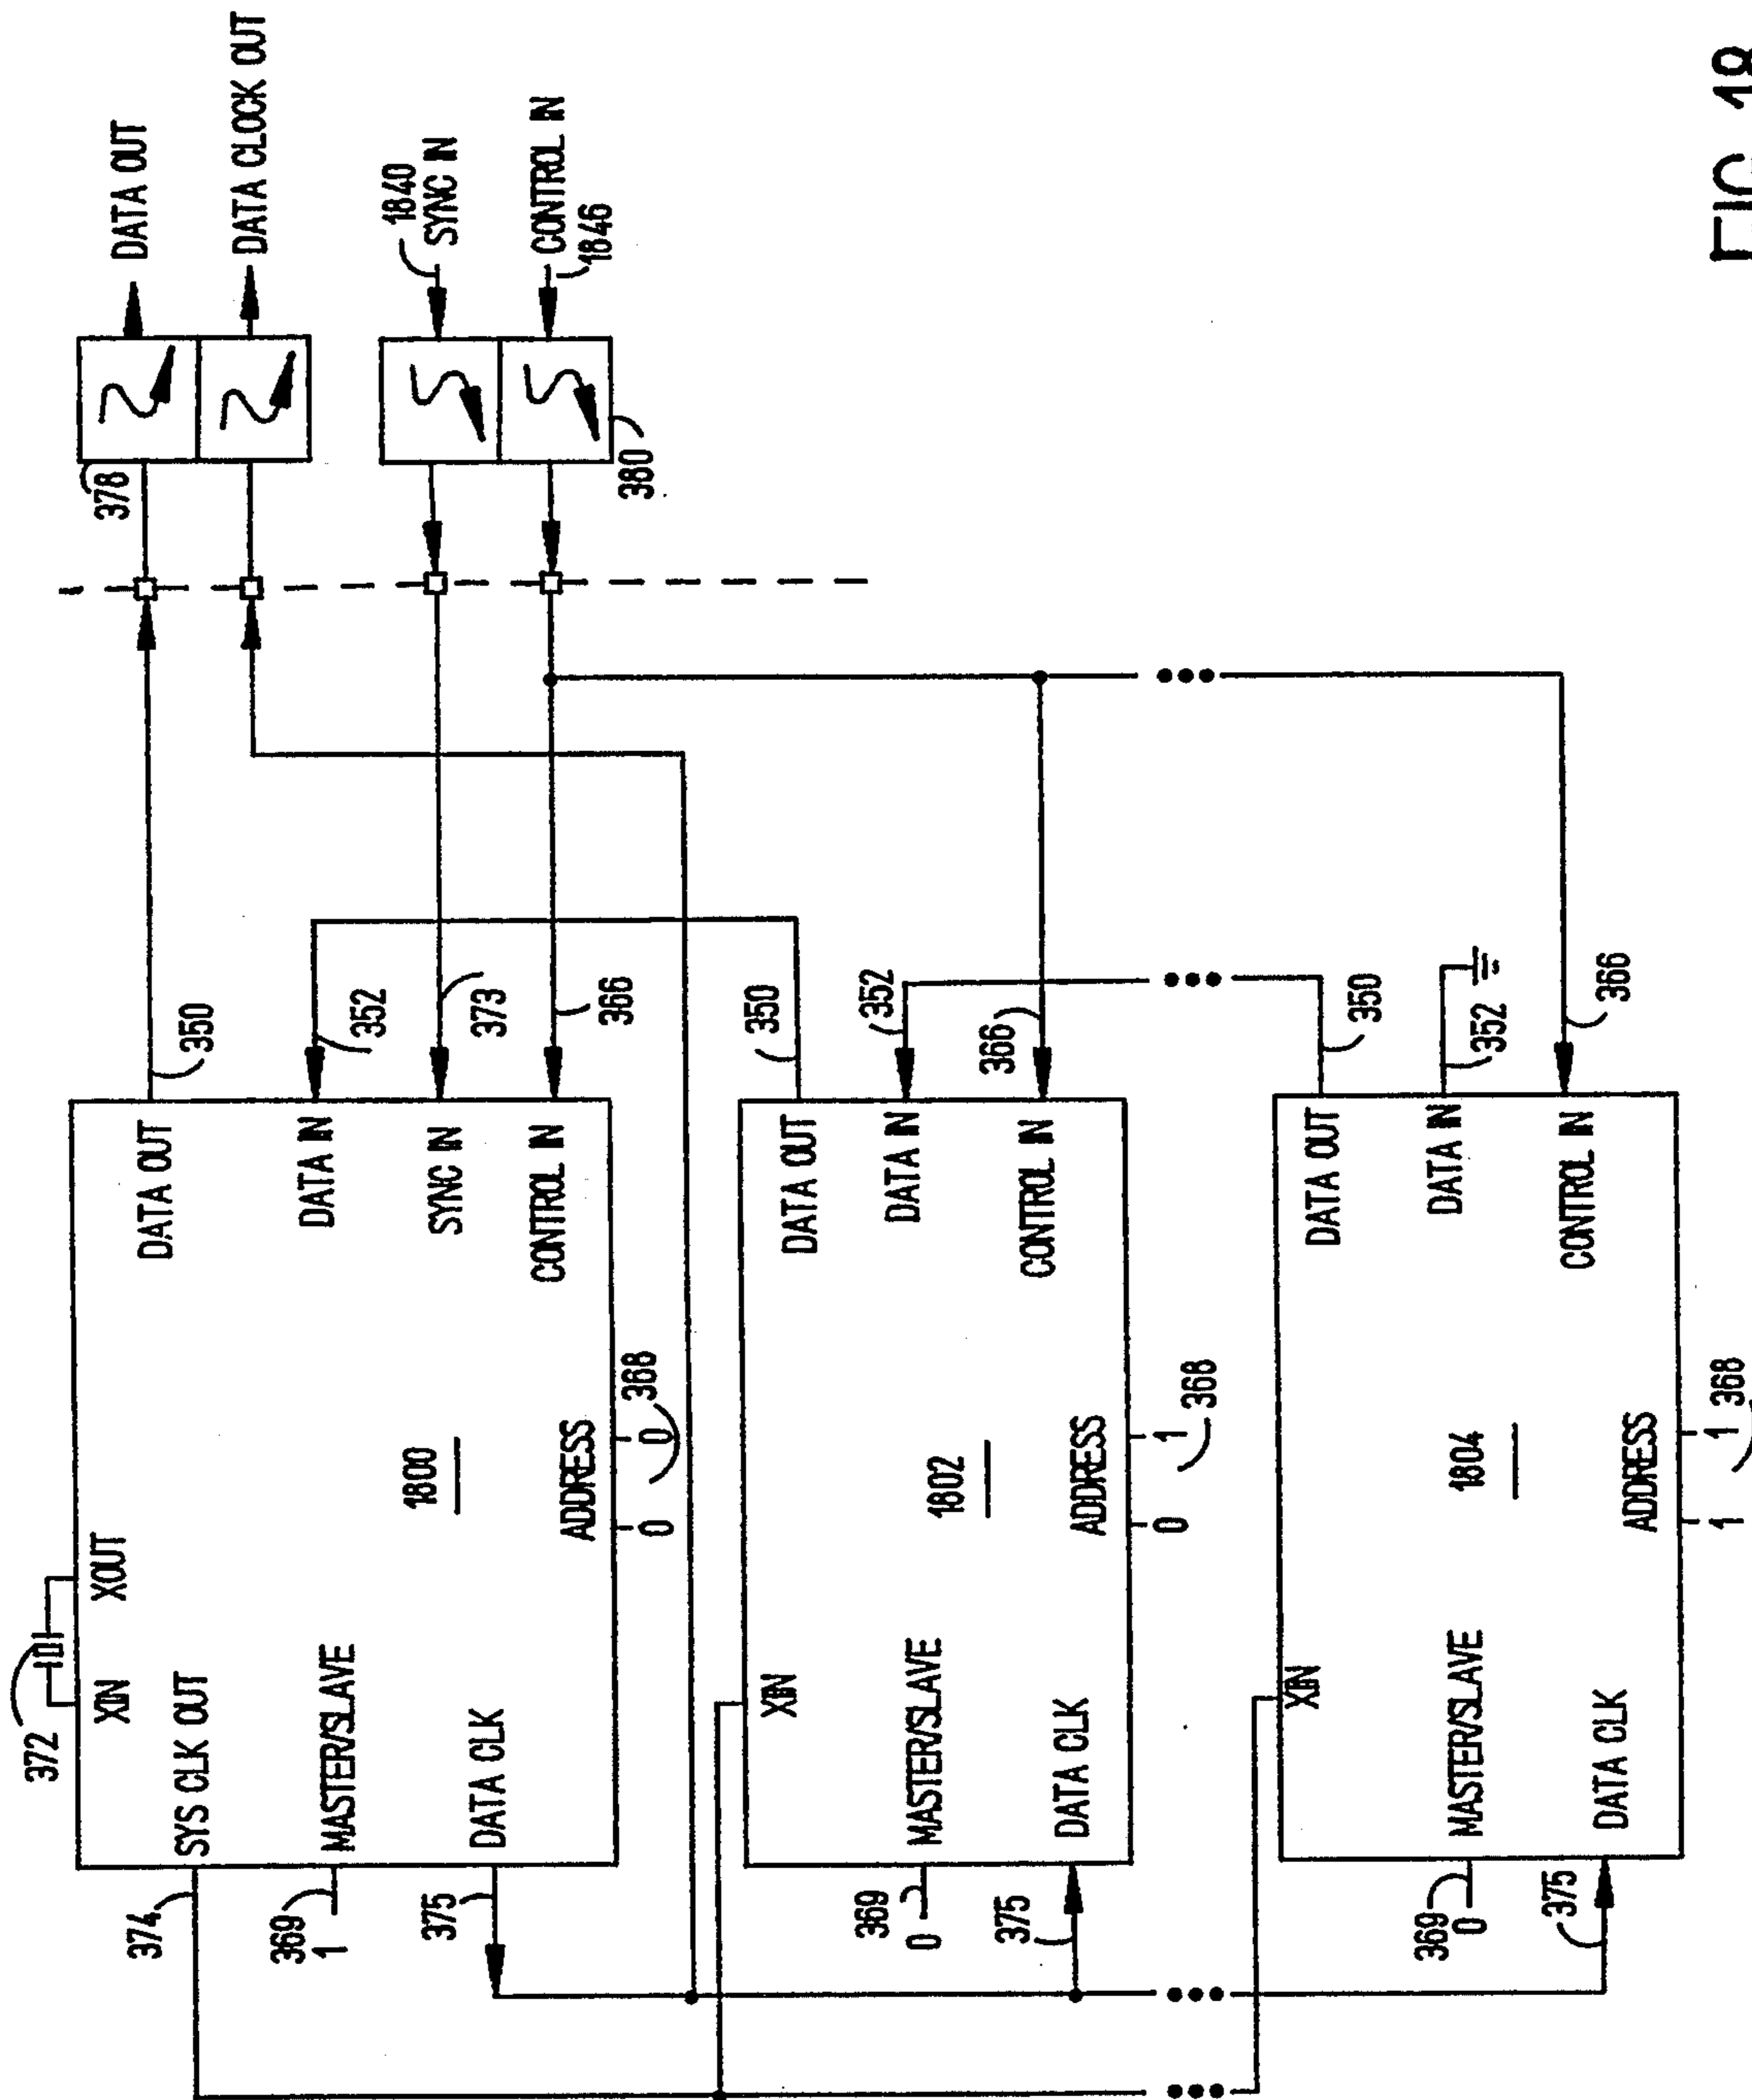 372
XIN
XOUT
374
SYS CLK OUT
369
1
MASTER/SLAVE
375
DATA CLK
1800
ADDRESS
0
0
368
DATA OUT
DATA IN
SYNC IN
CONTROL IN
350
352
373
366
378
DATA OUT
DATA CLOCK OUT
1840
SYNC IN
CONTROL IN
1846
380
XIN
369
0
MASTER/SLAVE
375
DATA CLK
1802
ADDRESS
0
1
368
DATA OUT
DATA IN
CONTROL IN
350
352
366
XIN
369
0
MASTER/SLAVE
375
DATA CLK
1804
ADDRESS
1
1
368
DATA OUT
DATA IN
CONTROL IN
350
352
366
FIG. 18